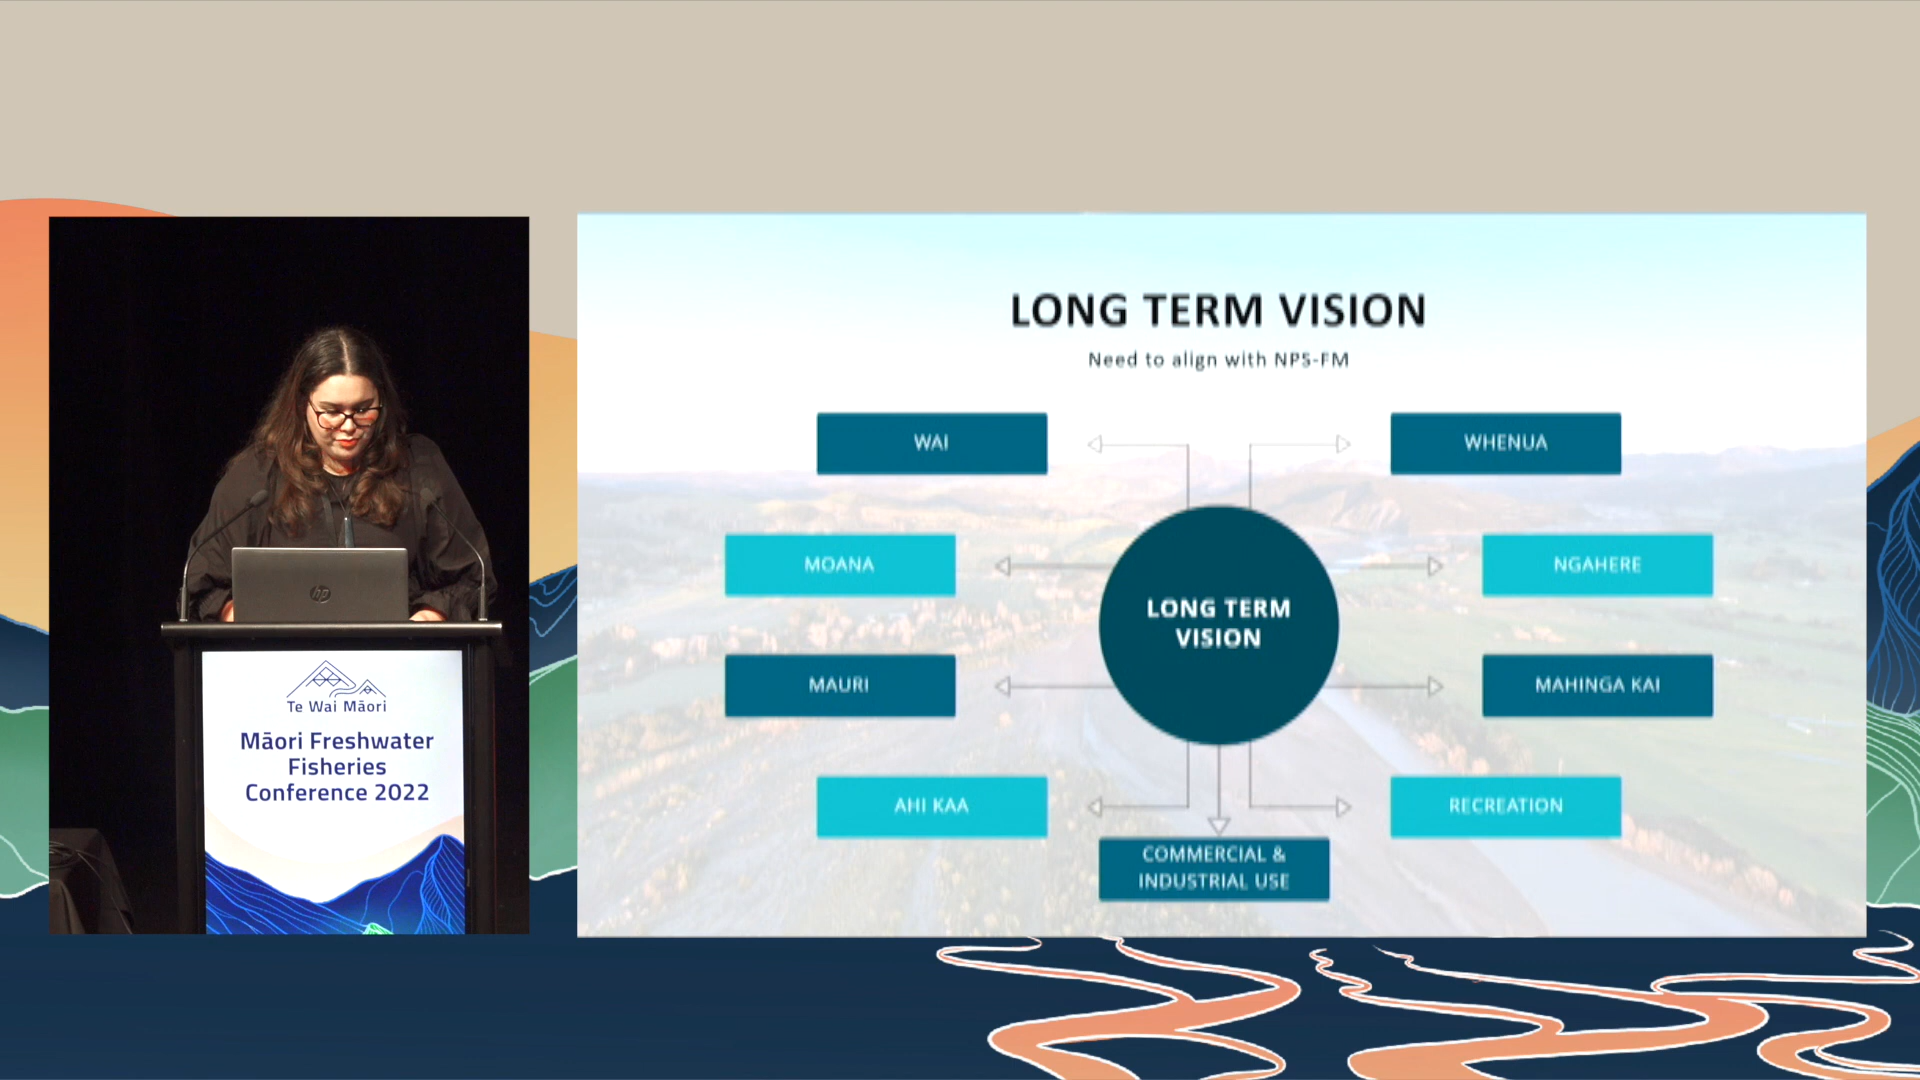 LONG TERM VISION
Need to align with NPS-FM
WAI
WHENUA
MOANA
NGAHERE
LONG TERM
VISION
MAURI
MAHINGA KAI
AHI KAA
RECREATION
COMMERCIAL &
INDUSTRIAL USE
hp
Te Wai Māori
Māori Freshwater
Fisheries
Conference 2022